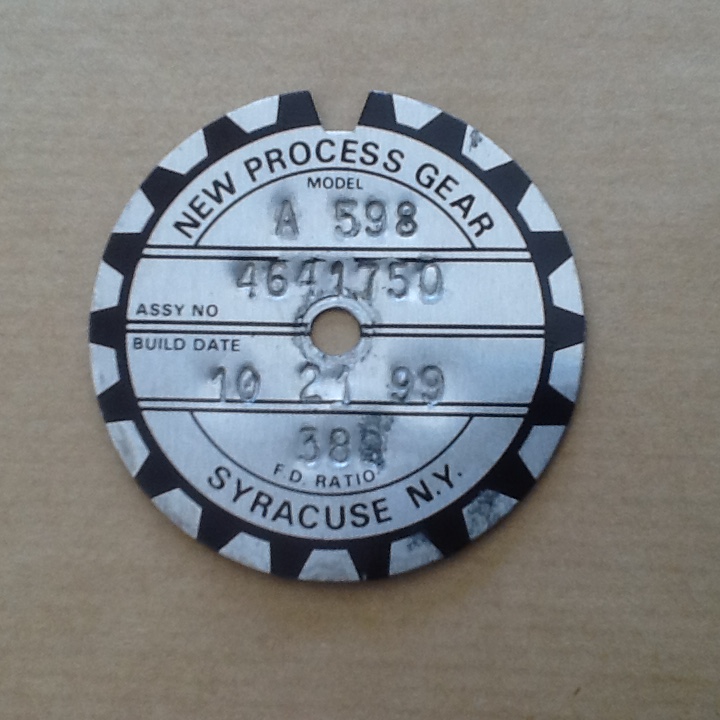 NEW PROCESS GEAR
MODEL
A 598
4641750
ASSY NO
BUILD DATE
10 21 99
F.D. RATIO
SYRACUSE N.Y.